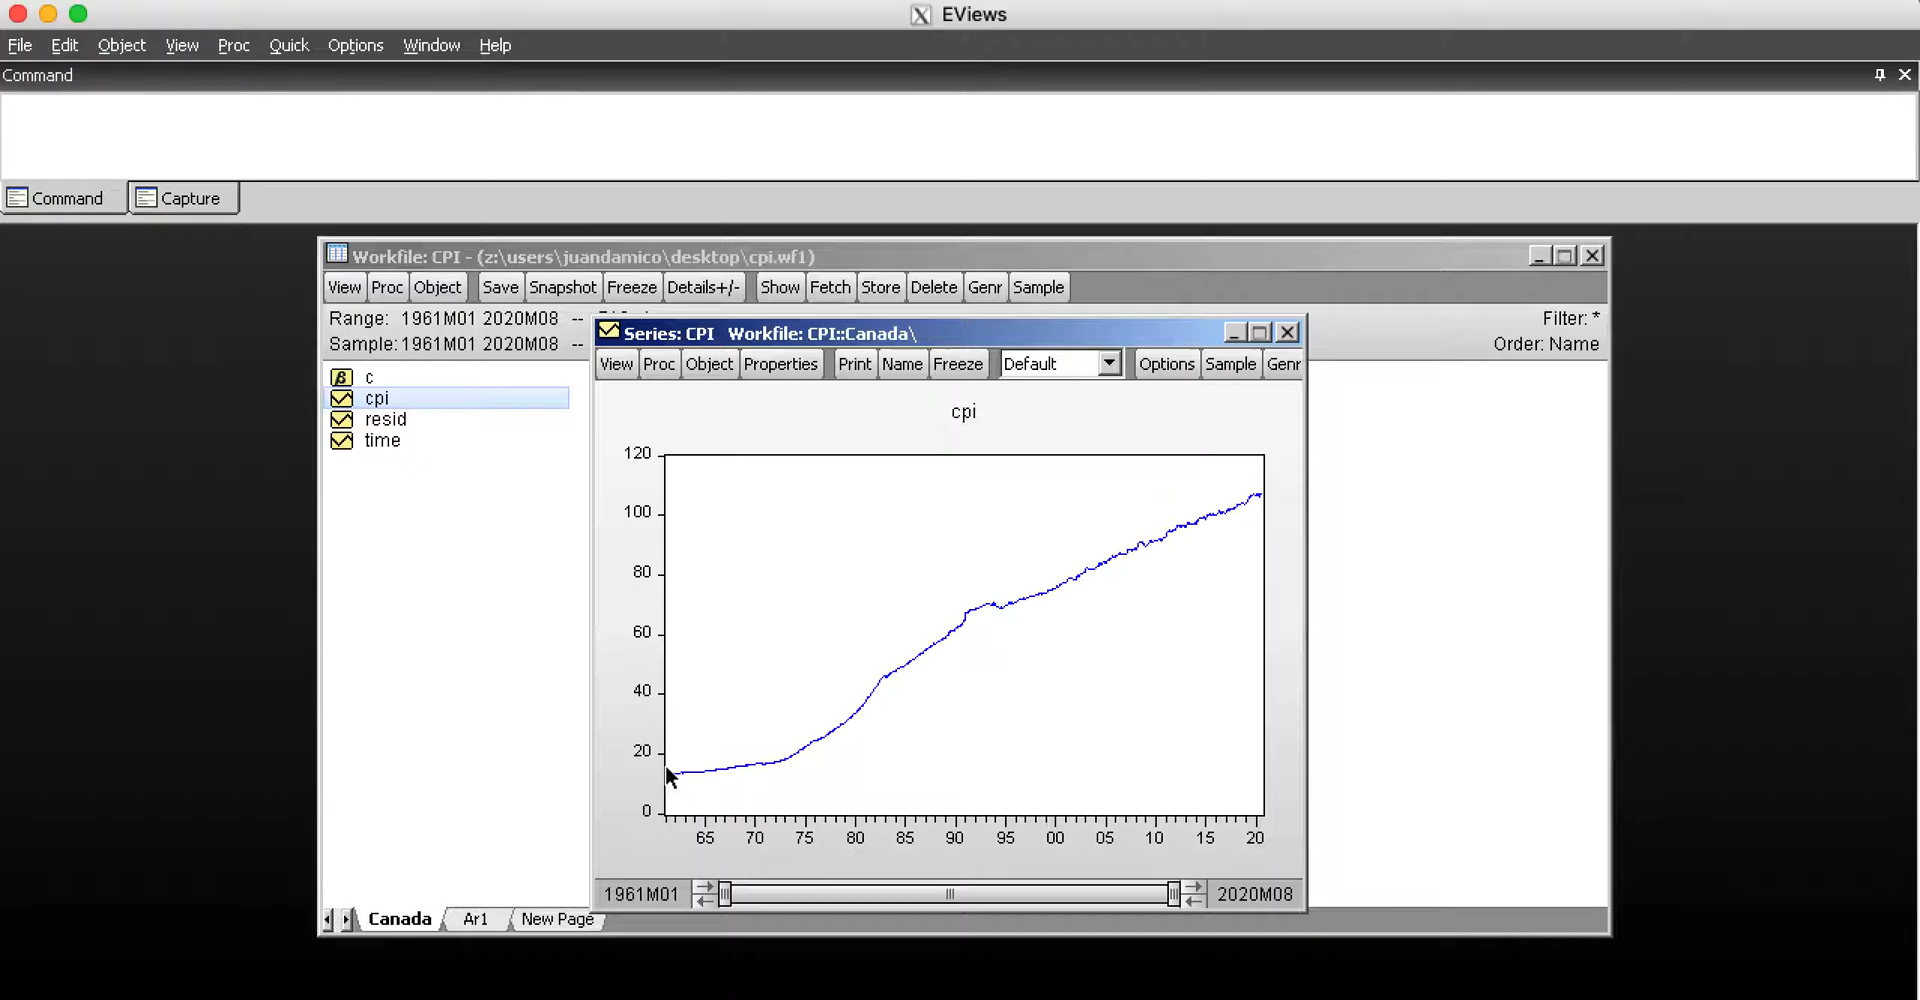 EViews
File Edit Object View Proc Quick Options Window Help
Command
Command Capture
Workfile: CPI - (z:\users\juandamico\desktop\cpi.wf1)
View Proc Object Save Snapshot Freeze Details+/- Show Fetch Store Delete Genr Sample
Range: 1961M01 2020M08 --
Filter: *
Sample: 1961M01 2020M08 --
Order: Name
c
cpi
resid
time
Series: CPI Workfile: CPI::Canada\
View Proc Object Properties Print Name Freeze Default Options Sample Genr
cpi
120
100
80
60
40
20
0
65 70 75 80 85 90 95 00 05 10 15 20
1961M01 2020M08
Canada Ar1 New Page